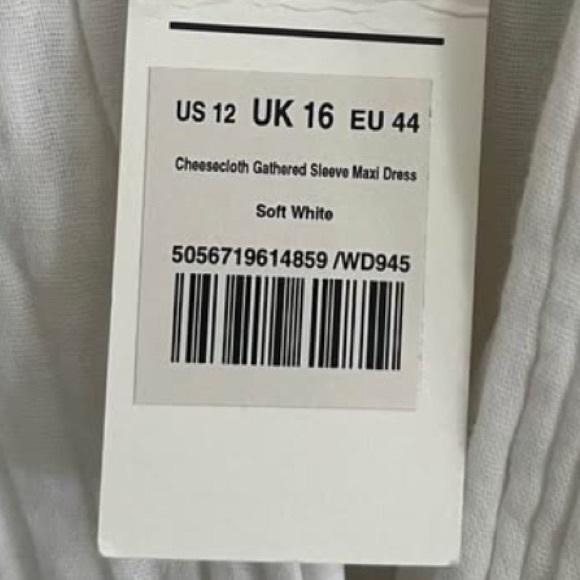 US 12 UK 16 EU 44
Cheesecloth Gathered Sleeve Maxi Dress
Soft White
5056719614859 /WD945